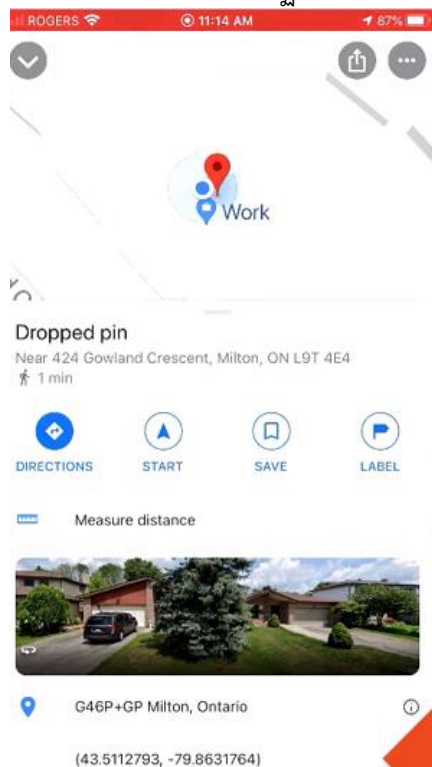 ROGERS 11:14 AM 87%
Work
Dropped pin
Near 424 Gowland Crescent, Milton, ON L9T 4E4
1 min
DIRECTIONS START SAVE LABEL
Measure distance
G46P+GP Milton, Ontario
(43.5112793, -79.8631764)